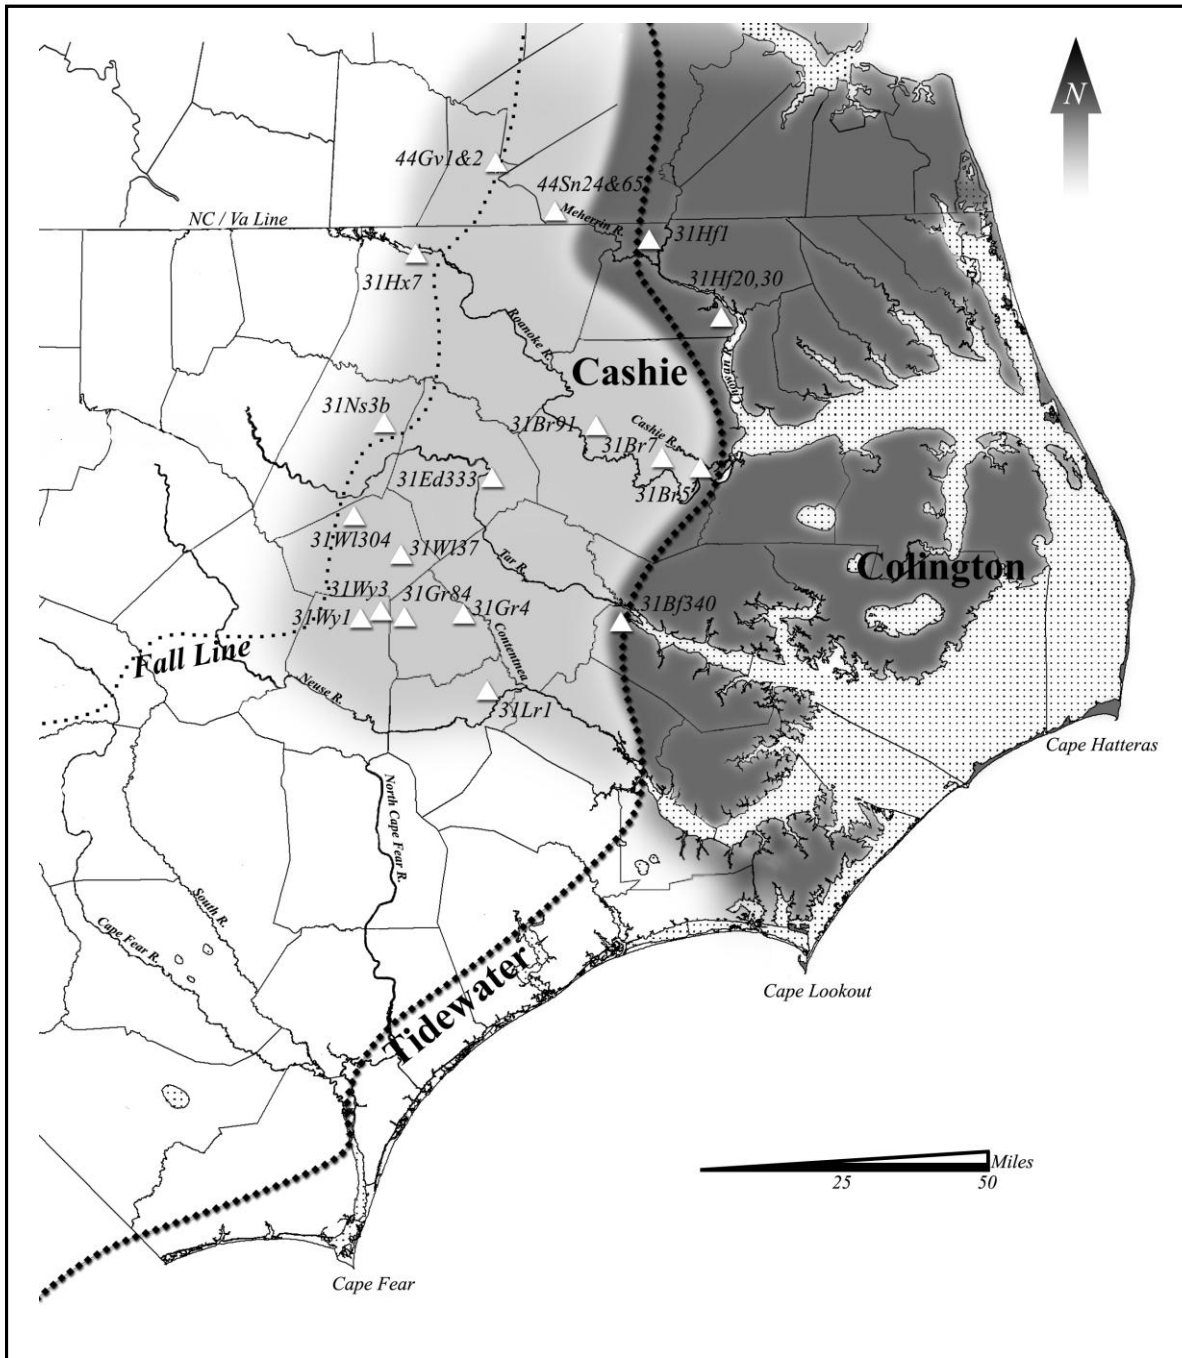 N
44Gv1&2
44Sn24&65
Meherrin R.
NC / Va Line
31Hf1
31Hx7
31Hf20,30
Roanoke R.
Chowan R.
Cashie
31Ns3b
31Br91
Cashie R.
31Br7
31Ed333
31Br5
31Wl304
31Wl37
Tar R.
Colington
31Wy3
31Gr84
31Wy1
31Gr4
31Bf340
Fall Line
Contentnea
Neuse R.
31Lr1
Cape Hatteras
North Cape Fear R.
South R.
Cape Fear R.
Tidewater
Cape Lookout
Miles
25
50
Cape Fear